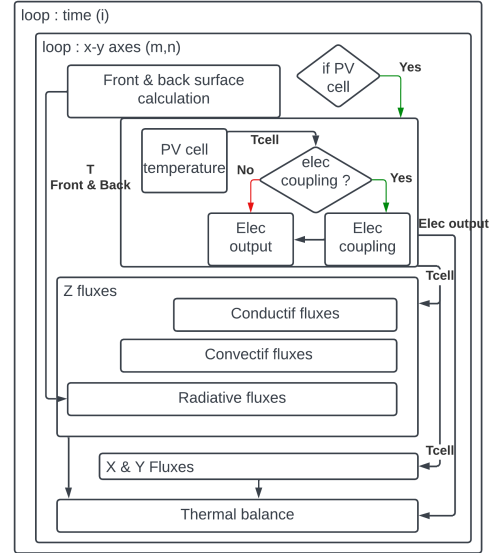 loop : time (i)
loop : x-y axes (m,n)
Front & back surface
calculation
if PV
cell
Yes
T
Front & Back
PV cell
temperature
Tcell
elec
coupling ?
No
Yes
Elec
output
Elec
coupling
Elec output
Tcell
Z fluxes
Conductif fluxes
Convectif fluxes
Radiative fluxes
Tcell
X & Y Fluxes
Thermal balance